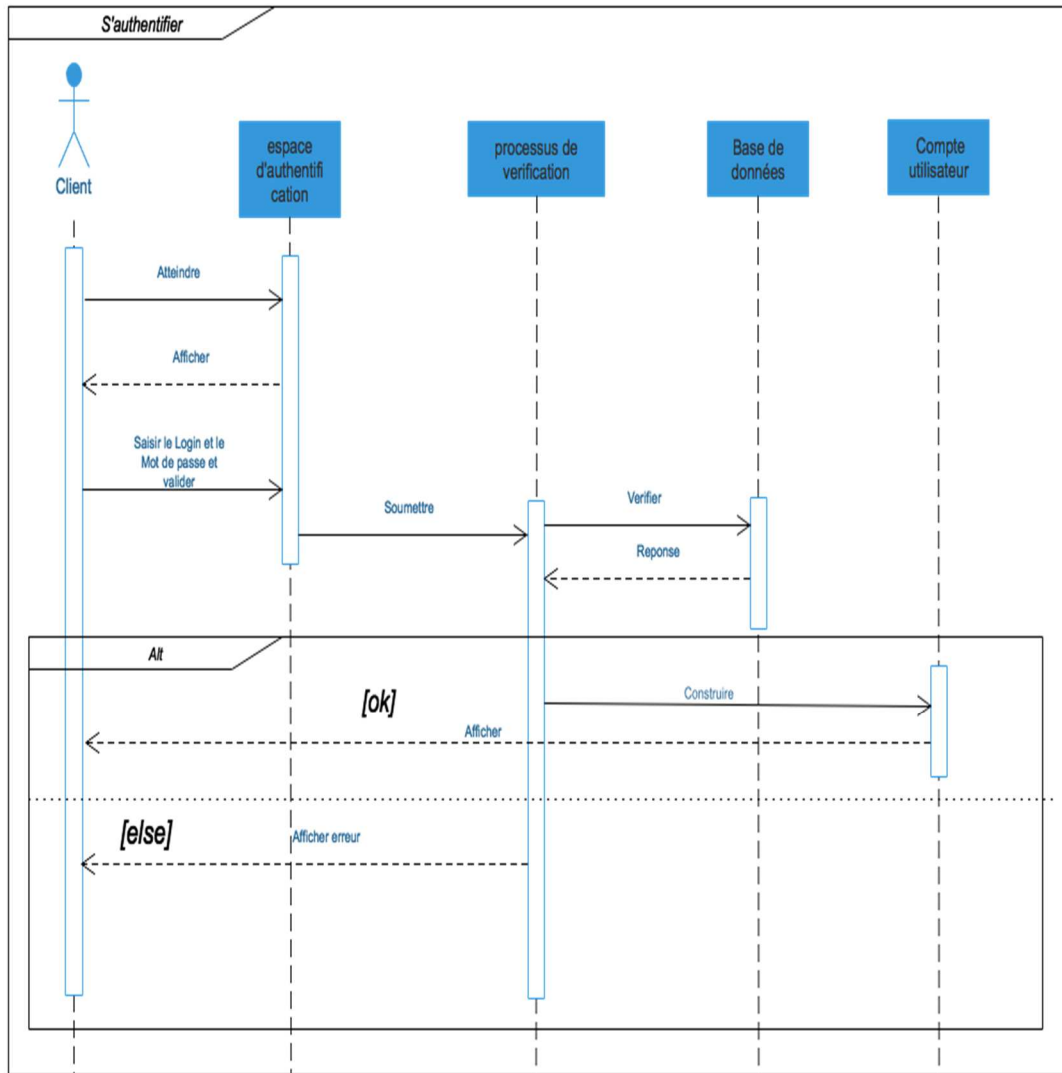 S'authentifier
Client
espace
d'authentifi
cation
processus de
verification
Base de
données
Compte
utilisateur
Atteindre
Afficher
Saisir le Login et le
Mot de passe et
valider
Soumettre
Verifier
Reponse
Alt
[ok]
Construire
Afficher
[else]
Afficher erreur